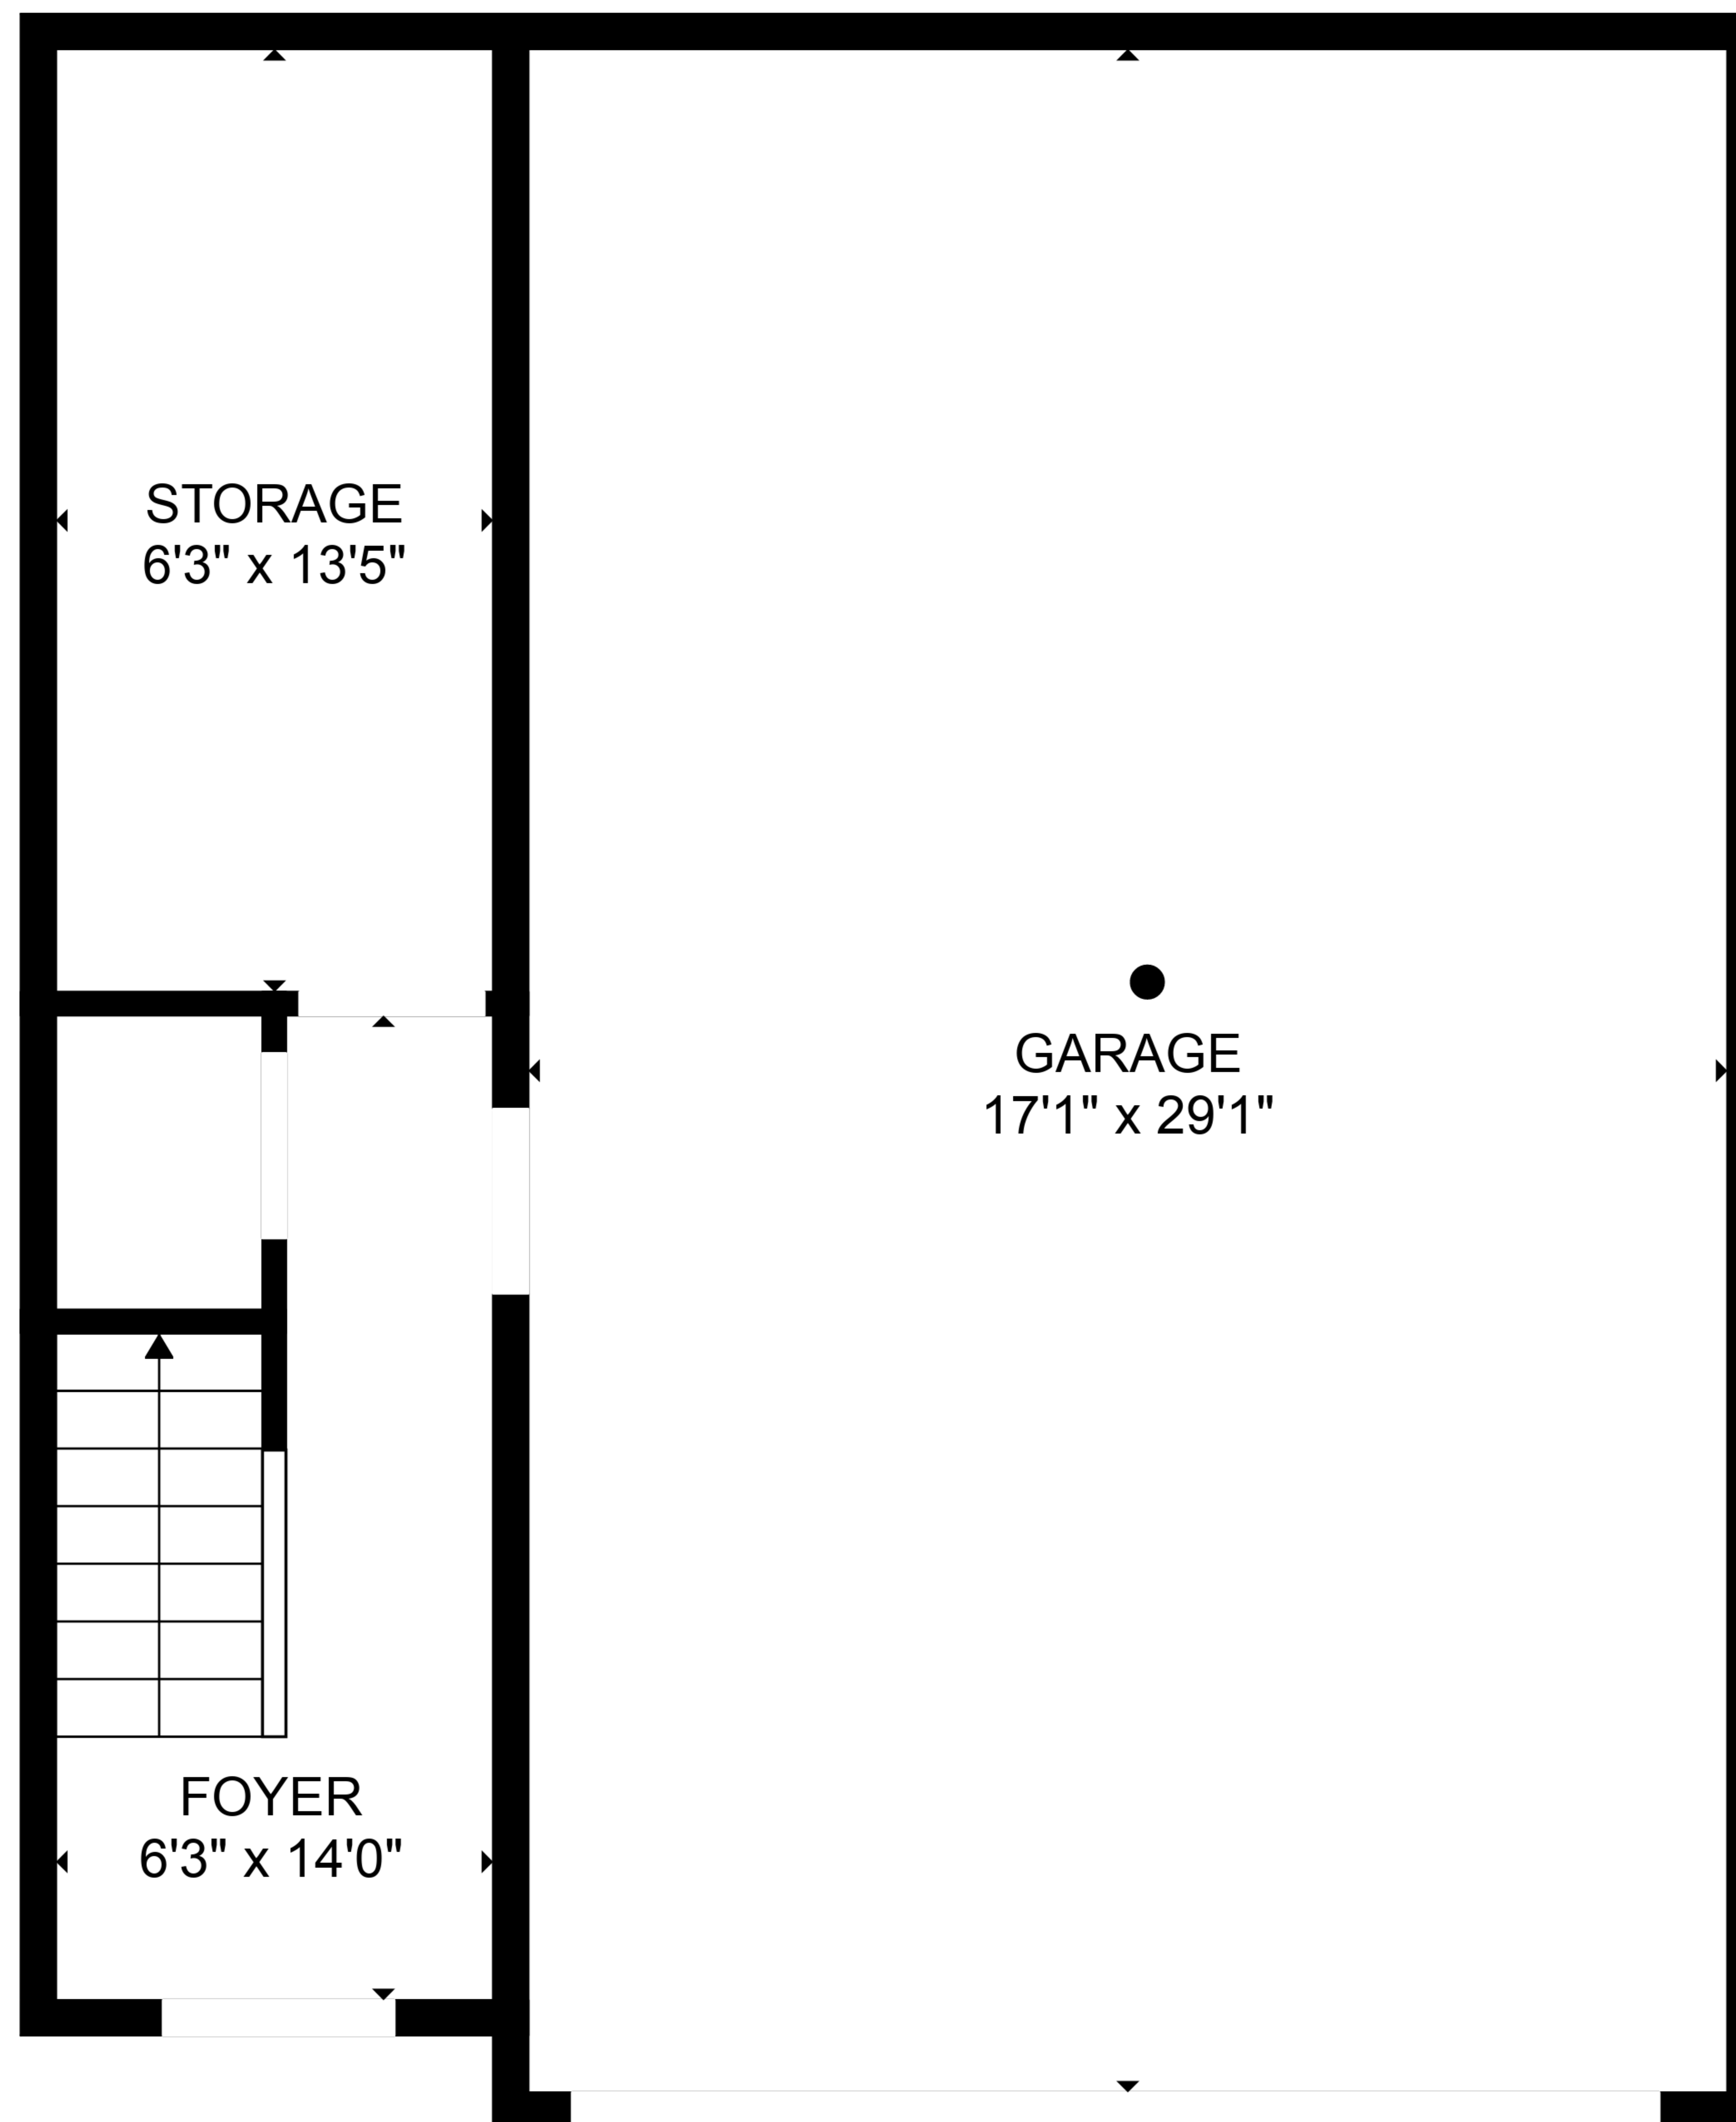 STORAGE
6'3" x 13'5"
GARAGE
17'1" x 29'1"
FOYER
6'3" x 14'0"